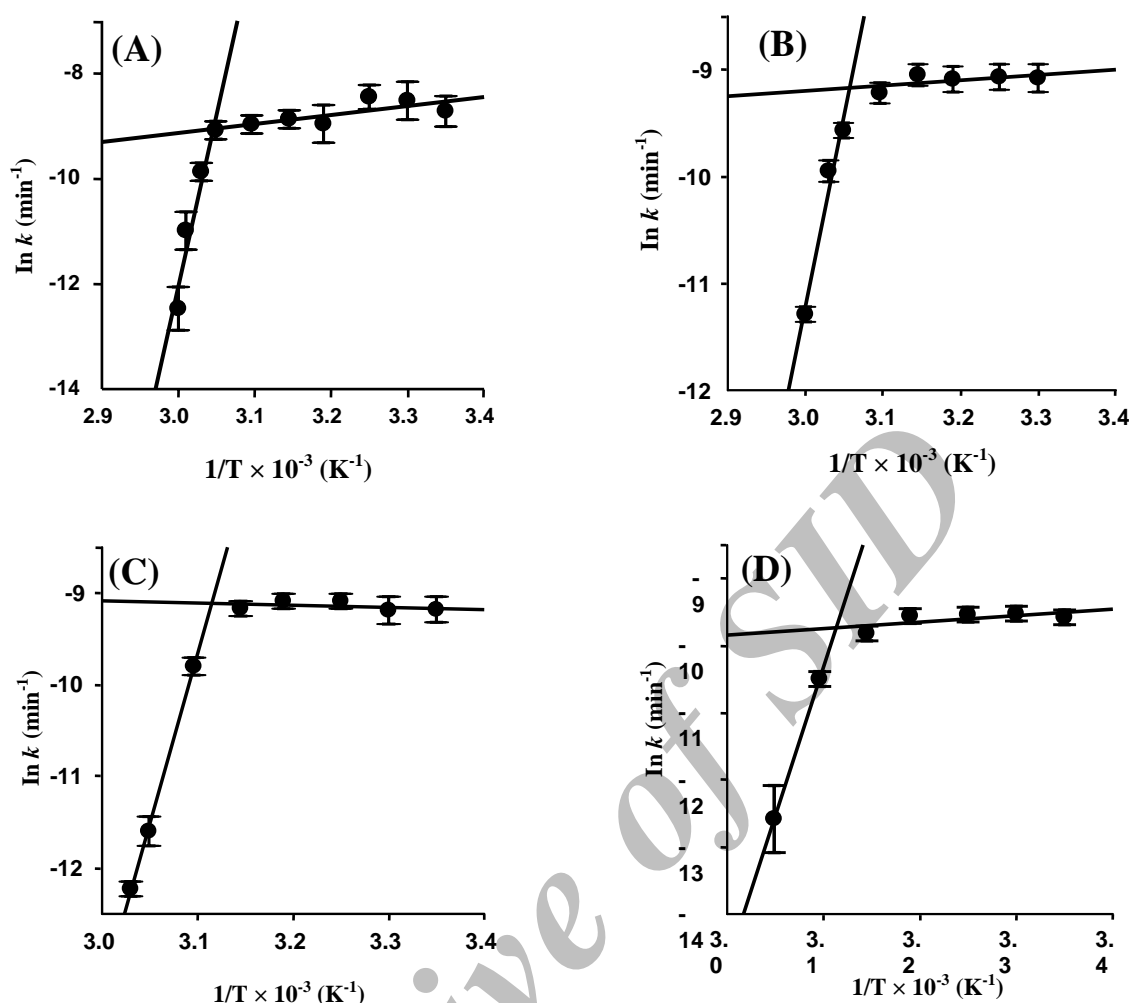 (A)
-8
-10
-12
-14
2.9 3.0 3.1 3.2 3.3 3.4
ln k (min⁻¹)
1/T × 10⁻³ (K⁻¹)
(B)
-9
-10
-11
-12
2.9 3.0 3.1 3.2 3.3 3.4
ln k (min⁻¹)
1/T × 10⁻³ (K⁻¹)
(C)
-9
-10
-11
-12
3.0 3.1 3.2 3.3 3.4
ln k (min⁻¹)
1/T × 10⁻³ (K⁻¹)
(D)
-
9
-
10
-
11
-
12
-
13
-
14 3. 3. 3. 3. 3.
0 1 2 3 4
ln k (min⁻¹)
1/T × 10⁻³ (K⁻¹)
ive of SID